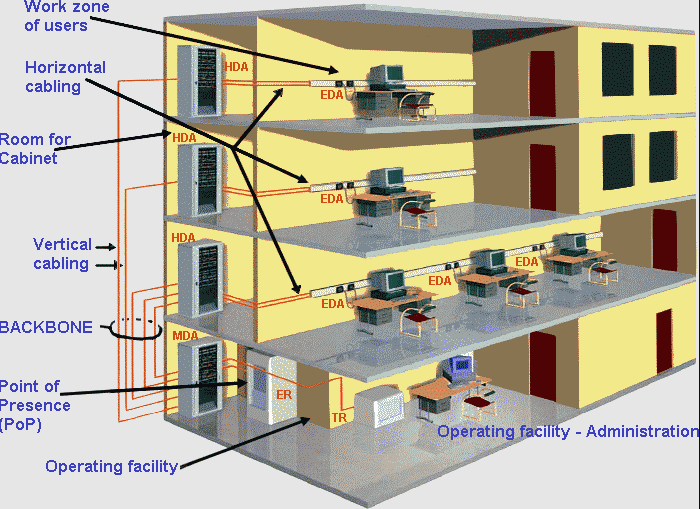 Work zone
of users
HDA
EDA
Horizontal
cabling
Room for
Cabinet
HDA
EDA
Vertical
cabling
HDA
EDA
EDA
EDA
BACKBONE
MDA
Point of
Presence
(PoP)
ER
TR
Operating facility - Administration
Operating facility